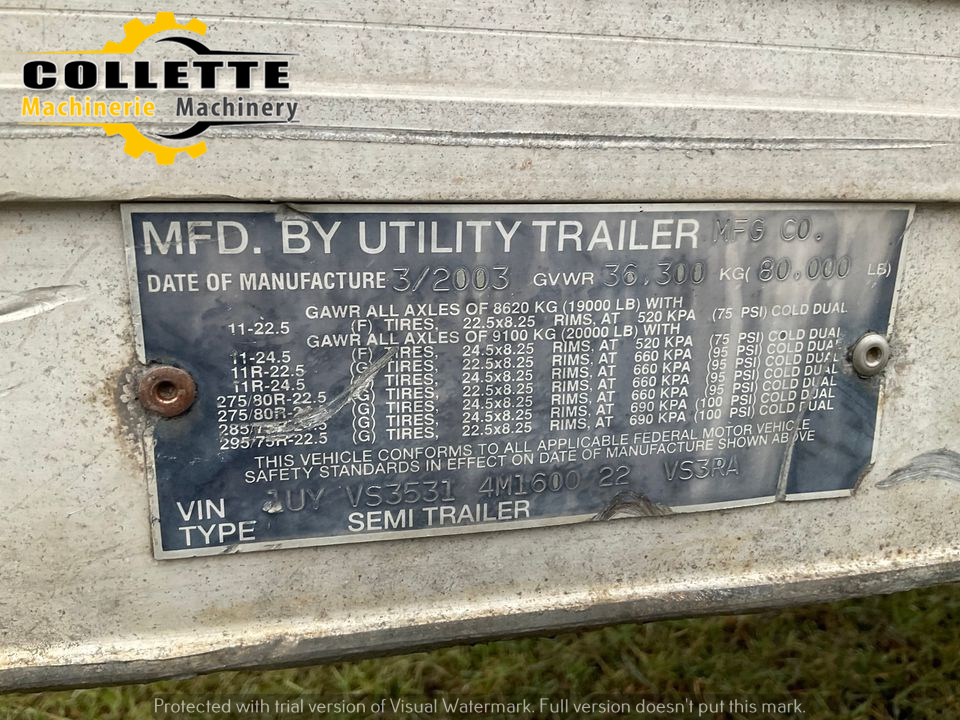 COLLETTE
Machinerie Machinery
MFD. BY UTILITY TRAILER MFG CO.
DATE OF MANUFACTURE 3/2003 GVWR 36,300 KG( 80,000 LB)
GAWR ALL AXLES OF 8620 KG (19000 LB) WITH
11-22.5 (F) TIRES, 22.5x8.25 RIMS, AT 520 KPA (75 PSI) COLD DUAL
GAWR ALL AXLES OF 9100 KG (20000 LB) WITH
11-24.5 (F) TIRES, 24.5x8.25 RIMS. AT 520 KPA (75 PSI) COLD DUAL
11R-22.5 (G) TIRES, 22.5x8.25 RIMS. AT 660 KPA (95 PSI) COLD DUAL
11R-24.5 (G) TIRES, 24.5x8.25 RIMS, AT 660 KPA (95 PSI) COLD DUAL
275/80R-22.5 (G) TIRES, 22.5x8.25 RIMS, AT 660 KPA (95 PSI) COLD DUAL
275/80R- (G) TIRES, 24.5x8.25 RIMS, AT 660 KPA (95 PSI) COLD DUAL
(G) TIRES, 24.5x8.25 RIMS, AT 690 KPA (100 PSI) COLD DUAL
295/75R-22.5 (G) TIRES, 22.5x8.25 RIMS, AT 690 KPA (100 PSI) COLD DUAL
THIS VEHICLE CONFORMS TO ALL APPLICABLE FEDERAL MOTOR VEHICLE
SAFETY STANDARDS IN EFFECT ON DATE OF MANUFACTURE SHOWN ABOVE
VIN 1UY VS3531 4M1600 22 VS3RA
TYPE SEMI TRAILER
Protected with trial version of Visual Watermark. Full version doesn't put this mark.